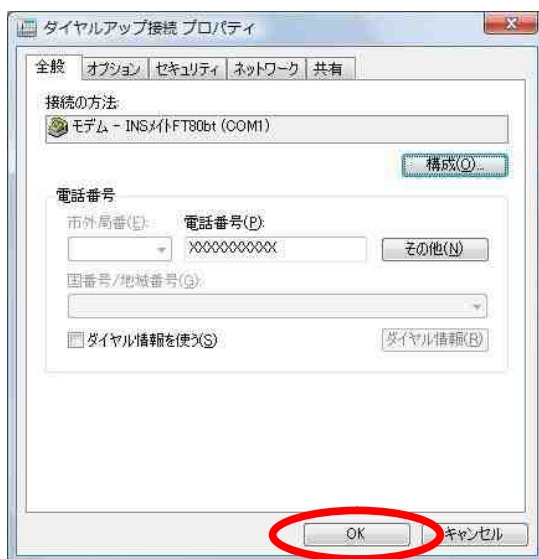 ダイヤルアップ接続 プロパティ
全般 オプション セキュリティ ネットワーク 共有
接続の方法:
モデム - INSメイトFT80bt (COM1)
構成(O)...
電話番号
市外局番(E): 電話番号(P):
XXXXXXXXXX その他(N)
国番号/地域番号(G):
ダイヤル情報を使う(S) ダイヤル情報(R)
OK キャンセル